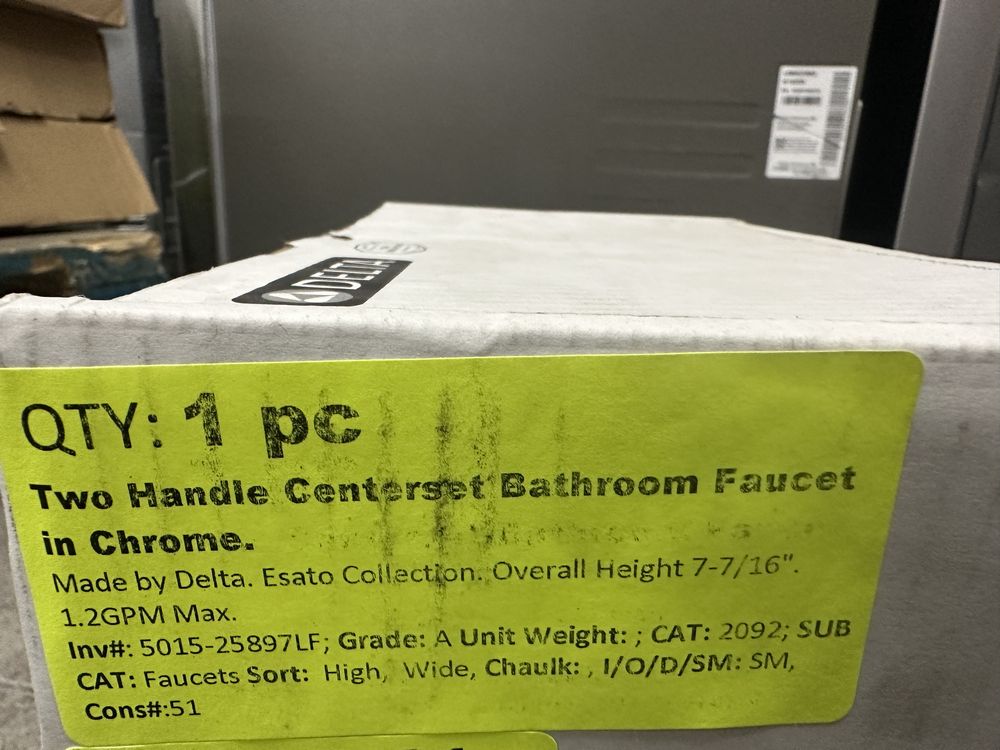 DELTA
QTY: 1 pc
Two Handle Centerset Bathroom Faucet
in Chrome.
Made by Delta. Esato Collection. Overall Height 7-7/16".
1.2GPM Max.
Inv#: 5015-25897LF; Grade: A Unit Weight: ; CAT: 2092; SUB
CAT: Faucets Sort: High, Wide, Chaulk: , I/O/D/SM: SM,
Cons#:51